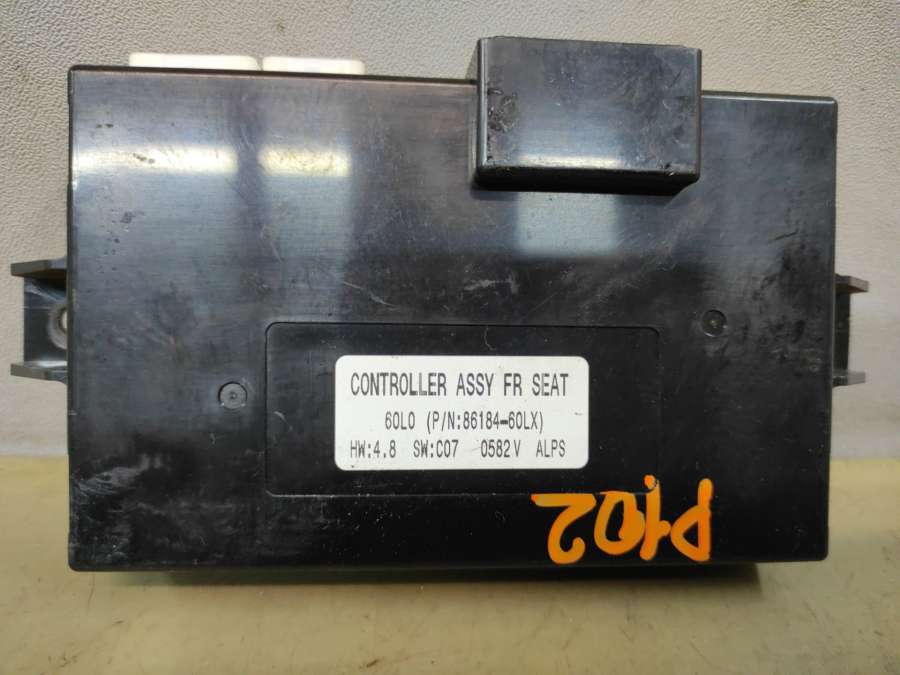 CONTROLLER ASSY FR SEAT
60L0 (P/N:86184-60LX)
HW:4.8 SW:C07 0582V ALPS
P102